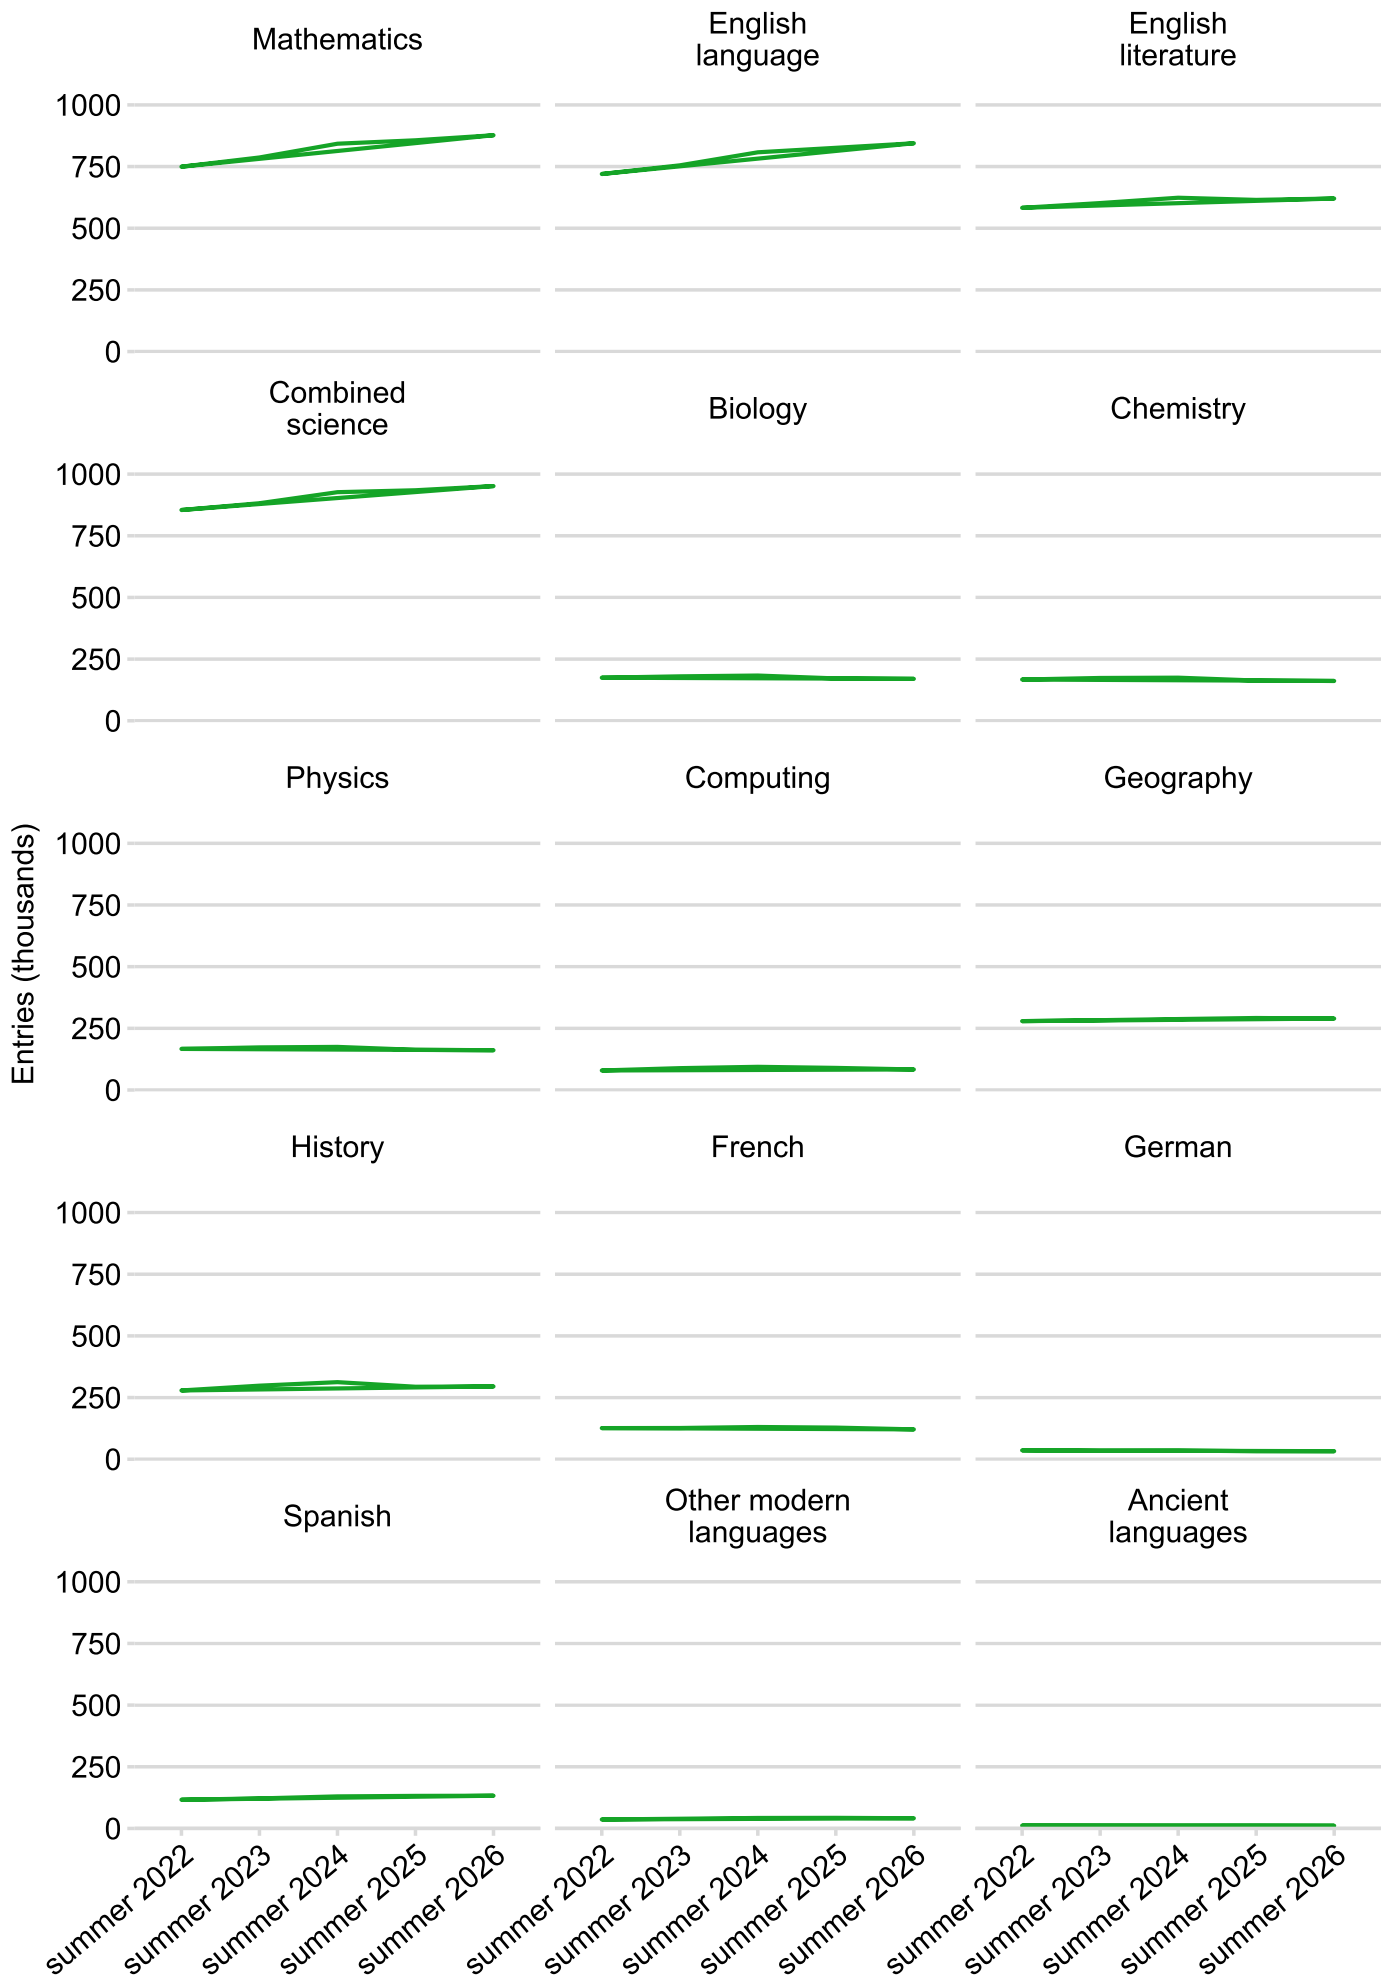 Mathematics
English
language
English
literature
1000
750
500
250
0
Combined
science
Biology
Chemistry
1000
750
500
250
0
Physics
Computing
Geography
1000
750
500
250
0
Entries (thousands)
History
French
German
1000
750
500
250
0
Spanish
Other modern
languages
Ancient
languages
1000
750
500
250
0
summer 2022
summer 2023
summer 2024
summer 2025
summer 2026
summer 2022
summer 2023
summer 2024
summer 2025
summer 2026
summer 2022
summer 2023
summer 2024
summer 2025
summer 2026